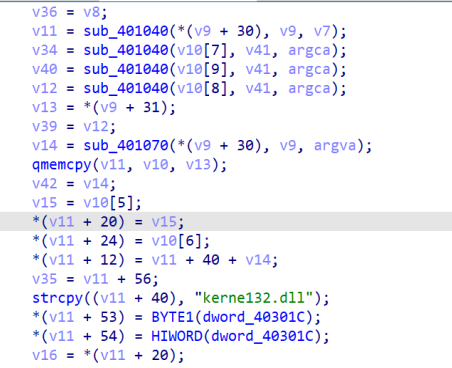 v36 = v8;
v11 = sub_401040(*(v9 + 30), v9, v7);
v34 = sub_401040(v10[7], v41, argca);
v40 = sub_401040(v10[9], v41, argca);
v12 = sub_401040(v10[8], v41, argca);
v13 = *(v9 + 31);
v39 = v12;
v14 = sub_401070(*(v9 + 30), v9, argva);
qmemcpy(v11, v10, v13);
v42 = v14;
v15 = v10[5];
*(v11 + 20) = v15;
*(v11 + 24) = v10[6];
*(v11 + 12) = v11 + 40 + v14;
v35 = v11 + 56;
strcpy((v11 + 40), "kerne132.dll");
*(v11 + 53) = BYTE1(dword_40301C);
*(v11 + 54) = HIWORD(dword_40301C);
v16 = *(v11 + 20);